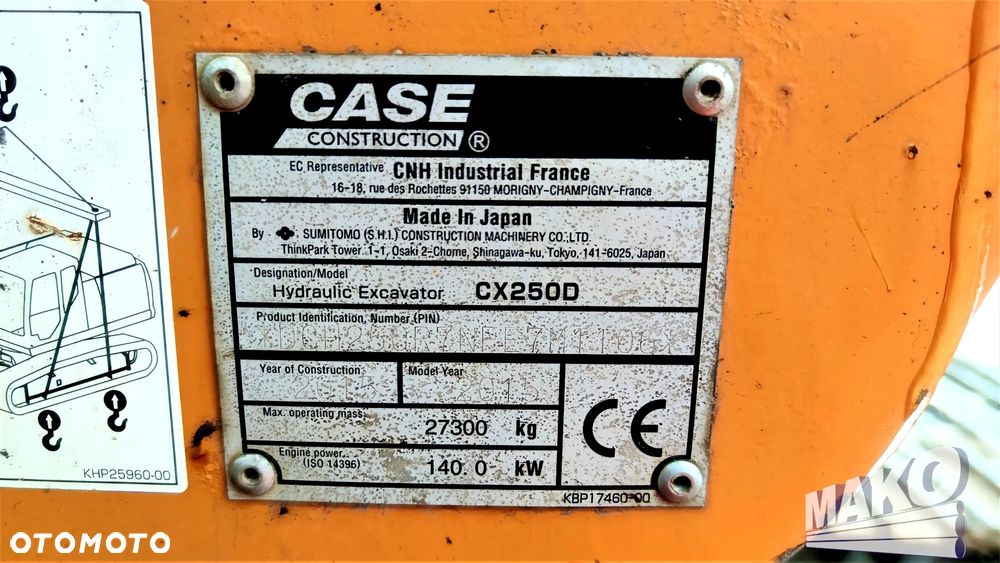 CASE
CONSTRUCTION ®
EC Representative CNH Industrial France
16-18, rue des Rochettes 91150 MORIGNY-CHAMPIGNY-France
Made In Japan
By SUMITOMO (S.H.I.) CONSTRUCTION MACHINERY CO., LTD.
ThinkPark Tower 1-1, Osaki 2-Chome, Shinagawa-ku, Tokyo, 141-6025, Japan
Designation/Model
Hydraulic Excavator CX250D
Product Identification, Number (PIN)
Year of Construction
2015
Model Year
2015
Max. operating mass
27300 kg
Engine power
(ISO 14396)
140.0 kW
CE
KBP17460-00
KHP25960-00
OTOMOTO
MAKO